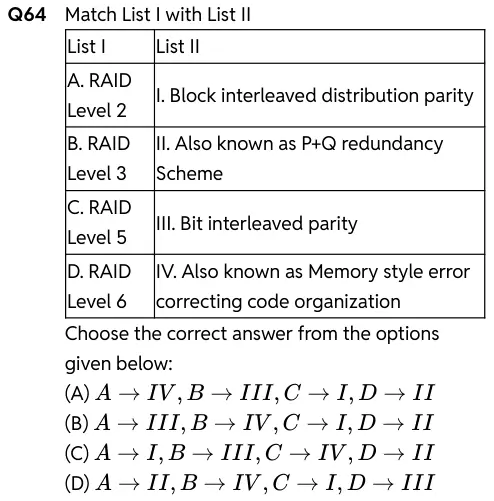 Q64 Match List I with List II
List I List II
A. RAID
Level 2
I. Block interleaved distribution parity
B. RAID
Level 3
II. Also known as P+Q redundancy
Scheme
C. RAID
Level 5
III. Bit interleaved parity
D. RAID
Level 6
IV. Also known as Memory style error
correcting code organization
Choose the correct answer from the options
given below:
(A) A → IV, B → III, C → I, D → II
(B) A → III, B → IV, C → I, D → II
(C) A → I, B → III, C → IV, D → II
(D) A → II, B → IV, C → I, D → III